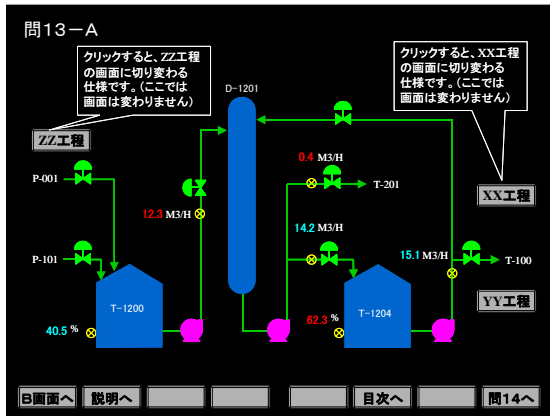 問13－A
クリックすると、ZZ工程
の画面に切り変わる
仕様です。(ここでは
画面は変わりません)
クリックすると、XX工程
の画面に切り変わる
仕様です。(ここでは
画面は変わりません)
D-1201
ZZ工程
P-001
0.4 M3/H
T-201
XX工程
12.3 M3/H
14.2 M3/H
P-101
15.1 M3/H
T-100
T-1200
T-1204
YY工程
40.5 %
62.3 %
B画面へ
説明へ
目次へ
問14へ